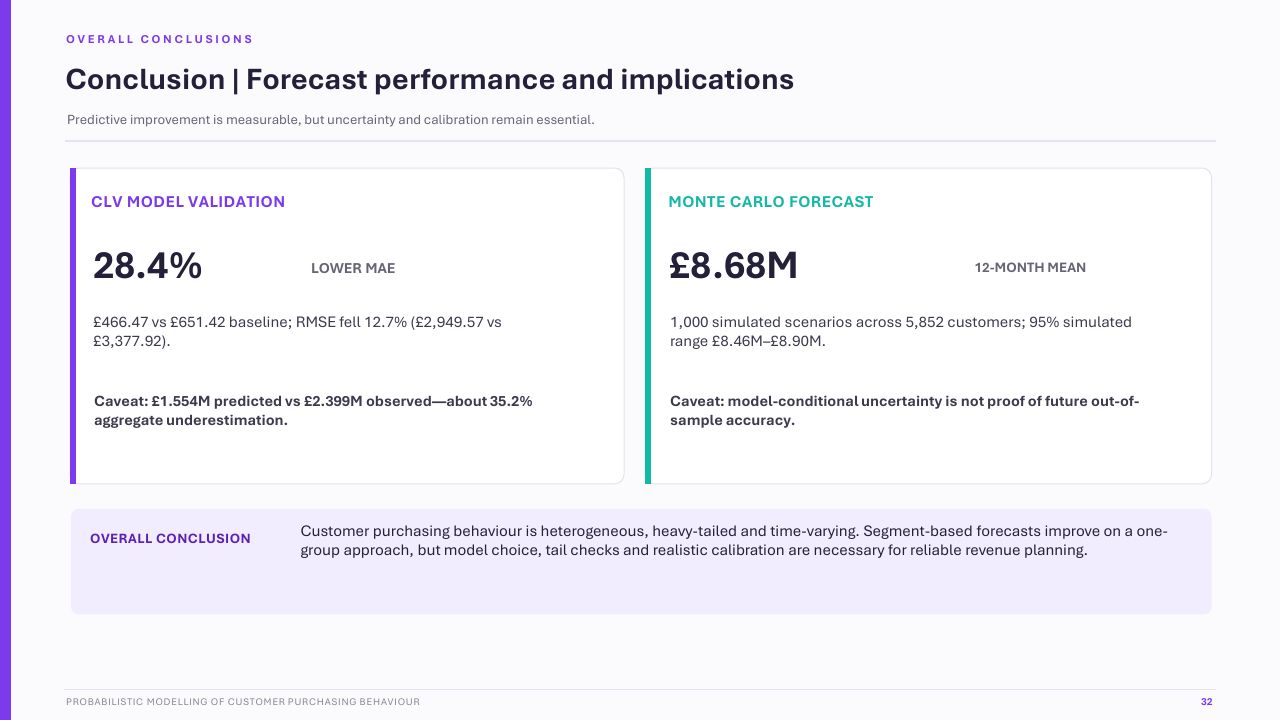 OVERALL CONCLUSIONS
Conclusion | Forecast performance and implications
Predictive improvement is measurable, but uncertainty and calibration remain essential.
CLV MODEL VALIDATION
28.4%
LOWER MAE
£466.47 vs £651.42 baseline; RMSE fell 12.7% (£2,949.57 vs
£3,377.92).
Caveat: £1.554M predicted vs £2.399M observed—about 35.2%
aggregate underestimation.
MONTE CARLO FORECAST
£8.68M
12-MONTH MEAN
1,000 simulated scenarios across 5,852 customers; 95% simulated
range £8.46M–£8.90M.
Caveat: model-conditional uncertainty is not proof of future out-of-
sample accuracy.
OVERALL CONCLUSION
Customer purchasing behaviour is heterogeneous, heavy-tailed and time-varying. Segment-based forecasts improve on a one-
group approach, but model choice, tail checks and realistic calibration are necessary for reliable revenue planning.
PROBABILISTIC MODELLING OF CUSTOMER PURCHASING BEHAVIOUR
32